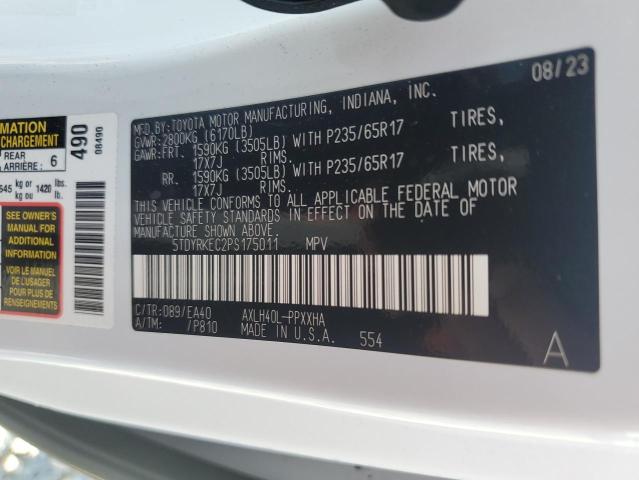 MATION
CHARGEMENT
REAR
ARRIÈRE: 6
645 kg or kg ou 1420 lbs. lb.
SEE OWNER'S
MANUAL FOR
ADDITIONAL
INFORMATION
VOIR LE MANUEL
DE L'USAGER
POUR PLUS DE
RENSEIGNEMENTS
490
08490
08/23
MFD.BY:TOYOTA MOTOR MANUFACTURING, INDIANA, INC.
GVWR: 2800KG (6170LB)
GAWR:FRT. 1590KG (3505LB) WITH P235/65R17 TIRES,
17X7J RIMS.
RR. 1590KG (3505LB) WITH P235/65R17 TIRES,
17X7J RIMS.
THIS VEHICLE CONFORMS TO ALL APPLICABLE FEDERAL MOTOR
VEHICLE SAFETY STANDARDS IN EFFECT ON THE DATE OF
MANUFACTURE SHOWN ABOVE.
5TDYRKEC2PS175011 MPV
C/TR:089/EA40 AXLH40L-PPXXHA
A/TM: /P810 MADE IN U.S.A. 554
A